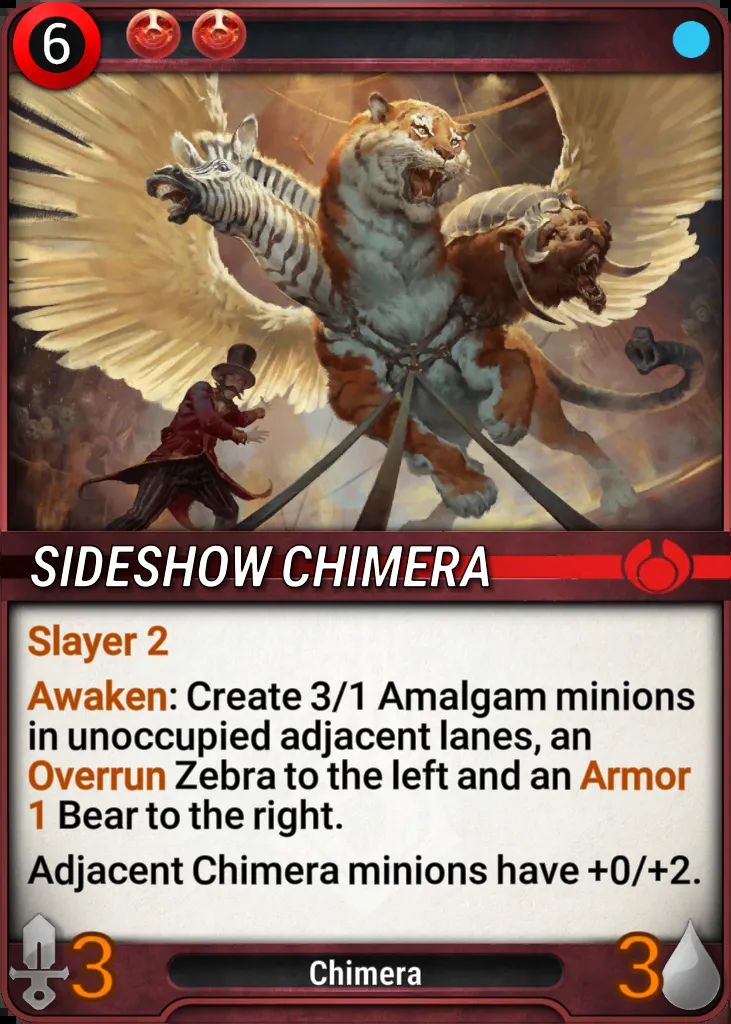 6
SIDESHOW CHIMERA
Slayer 2
Awaken: Create 3/1 Amalgam minions
in unoccupied adjacent lanes, an
Overrun Zebra to the left and an Armor
1 Bear to the right.
Adjacent Chimera minions have +0/+2.
3
Chimera
3